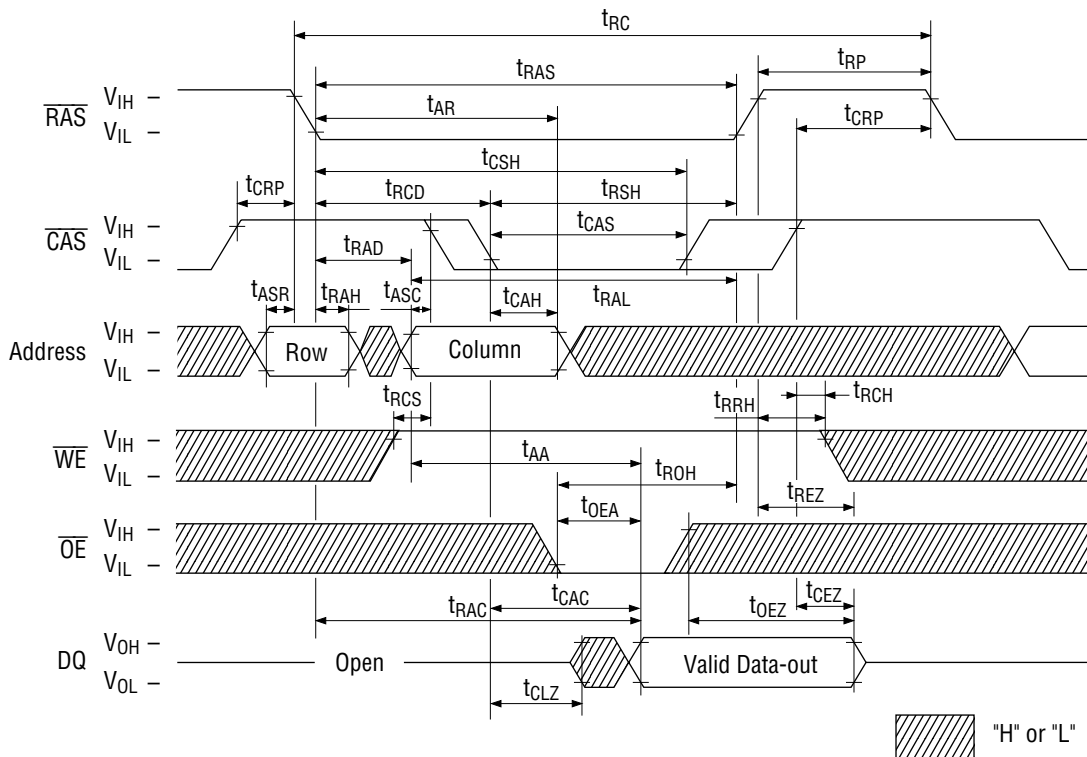 tRC
tRP
tRAS
tAR
tCRP
RAS
VIH –
VIL –
tCSH
tCRP
tRCD
tRSH
CAS
VIH –
VIL –
tCAS
tRAD
tRAL
tASR
tRAH
tASC
tCAH
Address
VIH –
VIL –
Row
Column
tRCS
tRRH
tRCH
WE
VIH –
VIL –
tAA
tROH
tREZ
tOEA
OE
VIH –
VIL –
tRAC
tCAC
tOEZ
tCEZ
DQ
VOH –
VOL –
Open
Valid Data-out
tCLZ
"H" or "L"